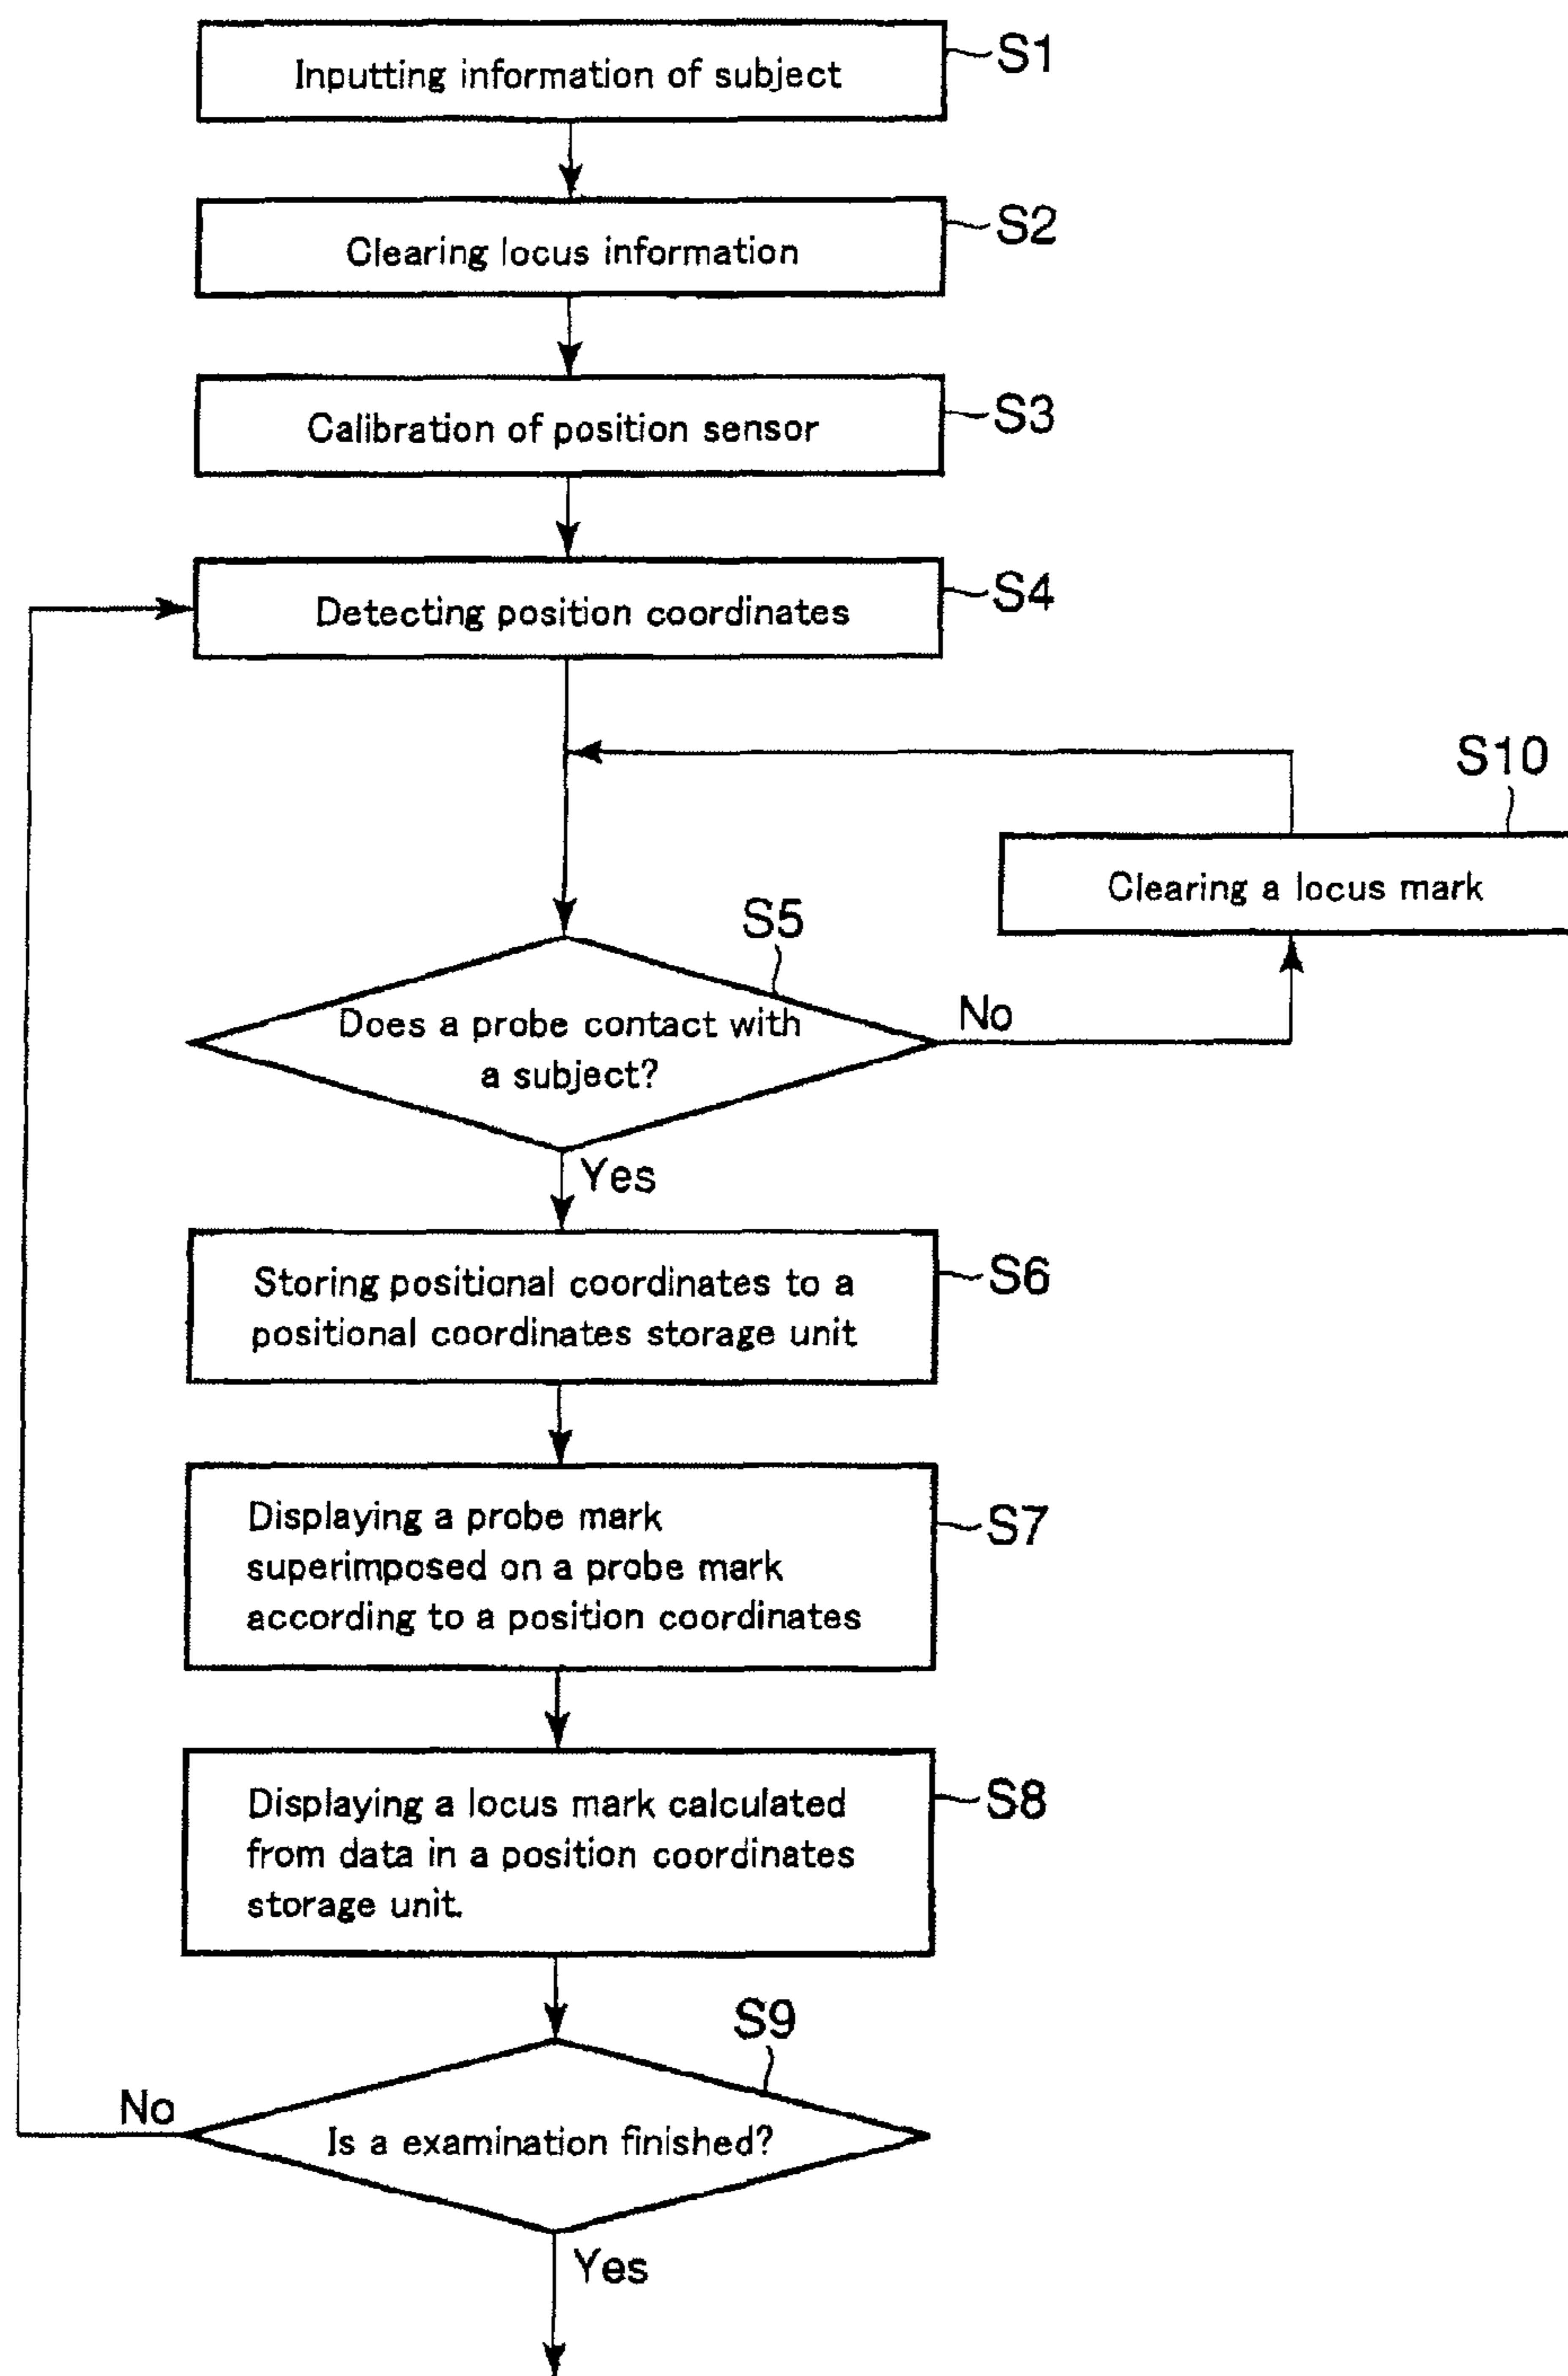 Inputting information of subject
S1
Clearing locus information
S2
Calibration of position sensor
S3
Detecting position coordinates
S4
S10
Clearing a locus mark
S5
Does a probe contact with
a subject?
No
Yes
Storing positional coordinates to a
positional coordinates storage unit
S6
Displaying a probe mark
superimposed on a probe mark
according to a position coordinates
S7
Displaying a locus mark calculated
from data in a position coordinates
storage unit.
S8
S9
No
Is a examination finished?
Yes